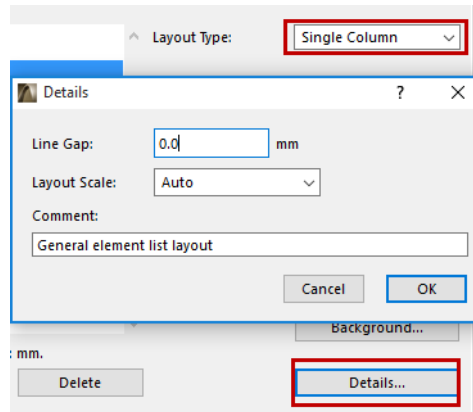 Layout Type: Single Column
Details ? X
Line Gap: 0.0 mm
Layout Scale: Auto
Comment:
General element list layout
Cancel OK
Background...
: mm.
Delete Details...